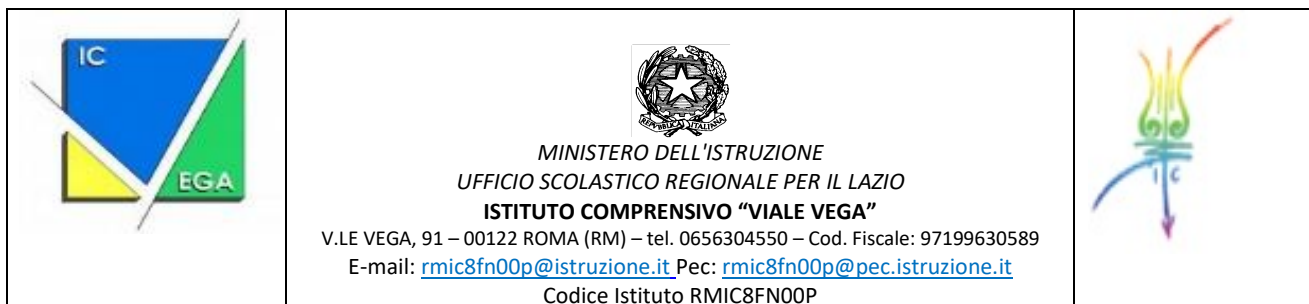 IC
EGA
REPVBBLICA ITALIANA
MINISTERO DELL'ISTRUZIONE
UFFICIO SCOLASTICO REGIONALE PER IL LAZIO
ISTITUTO COMPRENSIVO “VIALE VEGA”
V.LE VEGA, 91 – 00122 ROMA (RM) – tel. 0656304550 – Cod. Fiscale: 97199630589
E-mail: rmic8fn00p@istruzione.it Pec: rmic8fn00p@pec.istruzione.it
Codice Istituto RMIC8FN00P
I C